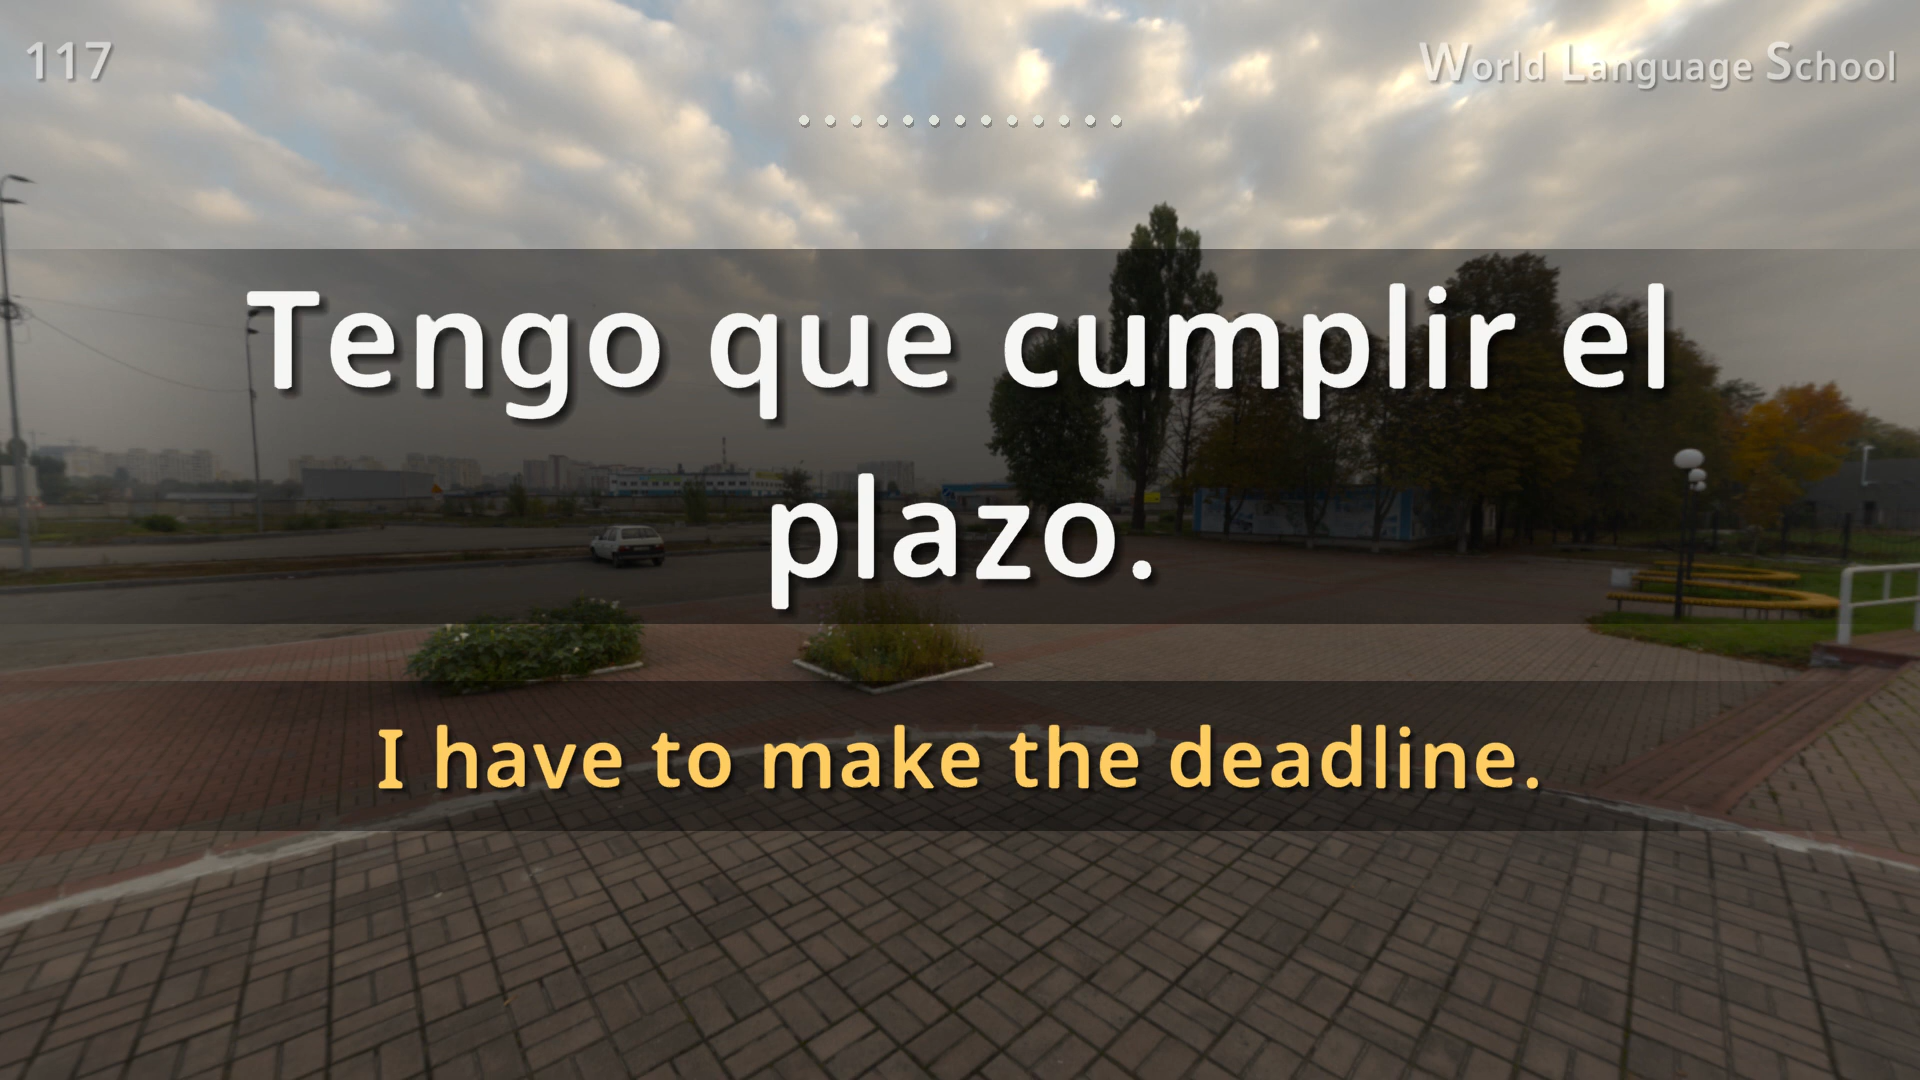 117
World Language School
Tengo que cumplir el
plazo.
I have to make the deadline.